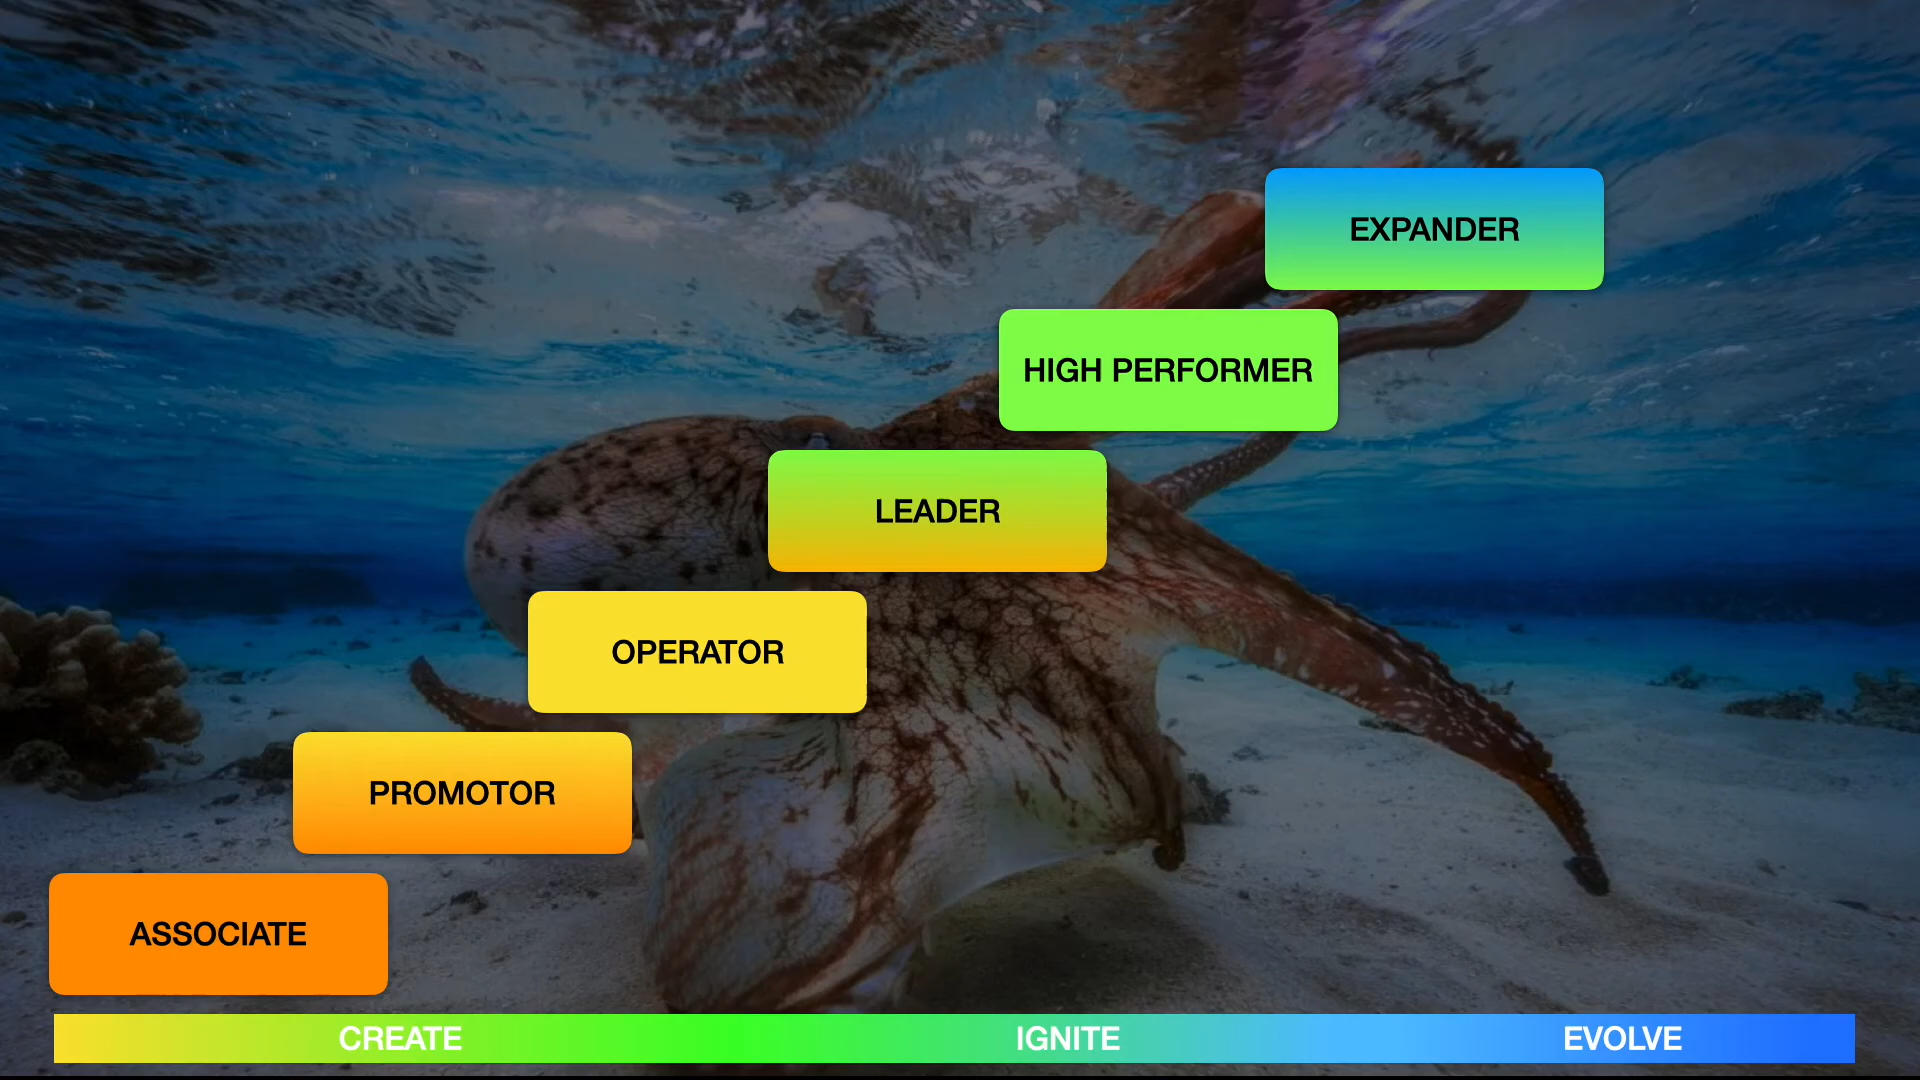 EXPANDER
HIGH PERFORMER
LEADER
OPERATOR
PROMOTOR
ASSOCIATE
CREATE IGNITE EVOLVE